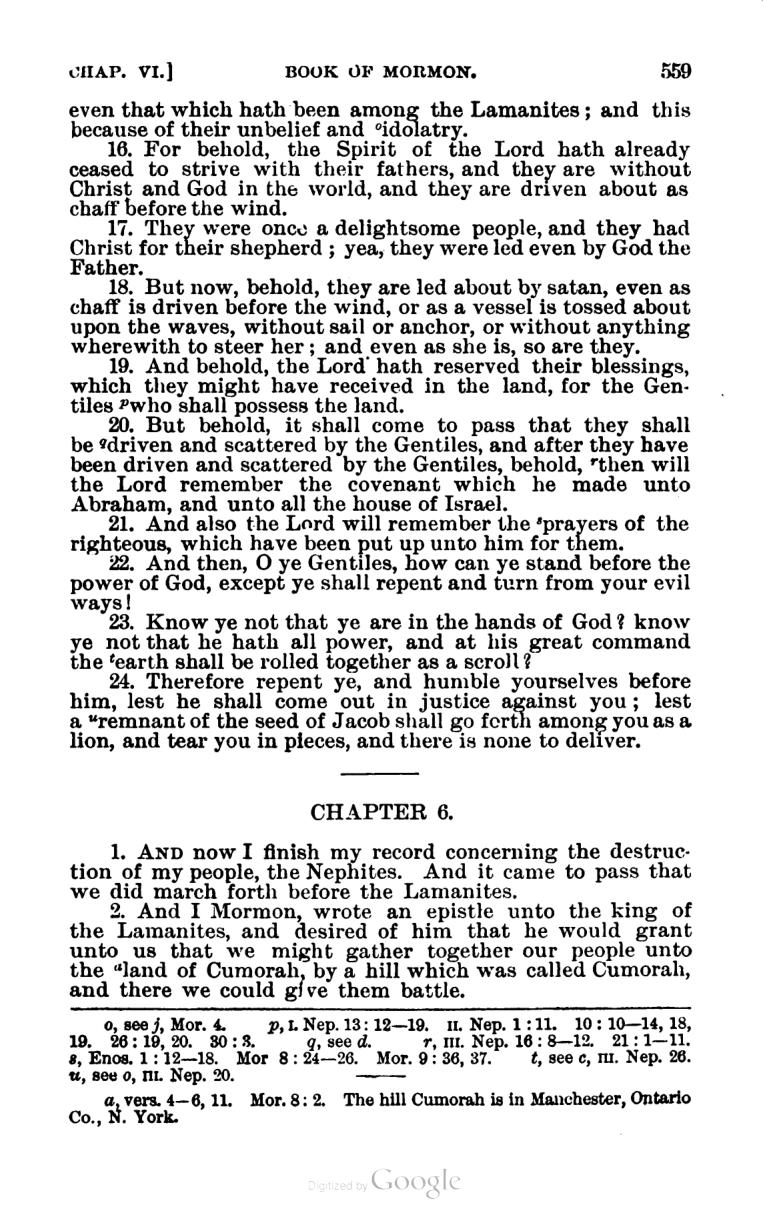 CHAP. VI.] BOOK OF MORMON. 559
even that which hath been among the Lamanites; and this
because of their unbelief and ᵒidolatry.
16. For behold, the Spirit of the Lord hath already
ceased to strive with their fathers, and they are without
Christ and God in the world, and they are driven about as
chaff before the wind.
17. They were once a delightsome people, and they had
Christ for their shepherd; yea, they were led even by God the
Father.
18. But now, behold, they are led about by satan, even as
chaff is driven before the wind, or as a vessel is tossed about
upon the waves, without sail or anchor, or without anything
wherewith to steer her; and even as she is, so are they.
19. And behold, the Lord hath reserved their blessings,
which they might have received in the land, for the Gen-
tiles ᵖwho shall possess the land.
20. But behold, it shall come to pass that they shall
be 𐞥driven and scattered by the Gentiles, and after they have
been driven and scattered by the Gentiles, behold, ʳthen will
the Lord remember the covenant which he made unto
Abraham, and unto all the house of Israel.
21. And also the Lord will remember the ˢprayers of the
righteous, which have been put up unto him for them.
22. And then, O ye Gentiles, how can ye stand before the
power of God, except ye shall repent and turn from your evil
ways!
23. Know ye not that ye are in the hands of God? know
ye not that he hath all power, and at his great command
the ᵗearth shall be rolled together as a scroll?
24. Therefore repent ye, and humble yourselves before
him, lest he shall come out in justice against you; lest
a ᵘremnant of the seed of Jacob shall go forth among you as a
lion, and tear you in pieces, and there is none to deliver.
CHAPTER 6.
1. AND now I finish my record concerning the destruc-
tion of my people, the Nephites. And it came to pass that
we did march forth before the Lamanites.
2. And I Mormon, wrote an epistle unto the king of
the Lamanites, and desired of him that he would grant
unto us that we might gather together our people unto
the ᵃland of Cumorah, by a hill which was called Cumorah,
and there we could give them battle.
o, see j, Mor. 4. p, I. Nep. 13: 12—19. II. Nep. 1:11. 10: 10—14, 18,
19. 26: 19, 20. 30: 3. q, see d. r, III. Nep. 16: 8—12. 21: 1—11.
s, Enos. 1: 12—18. Mor 8: 24—26. Mor. 9: 36, 37. t, see c, III. Nep. 26.
u, see o, III. Nep. 20.
a, vers. 4—6, 11. Mor. 8: 2. The hill Cumorah is in Manchester, Ontario
Co., N. York.
Digitized by Google